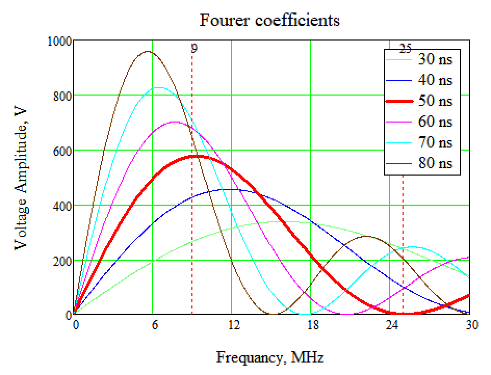 Fourer coefficients
9
25
1000
800
600
400
200
0
30 ns
40 ns
50 ns
60 ns
70 ns
80 ns
Voltage Amplitude, V
0
6
12
18
24
30
Frequancy, MHz